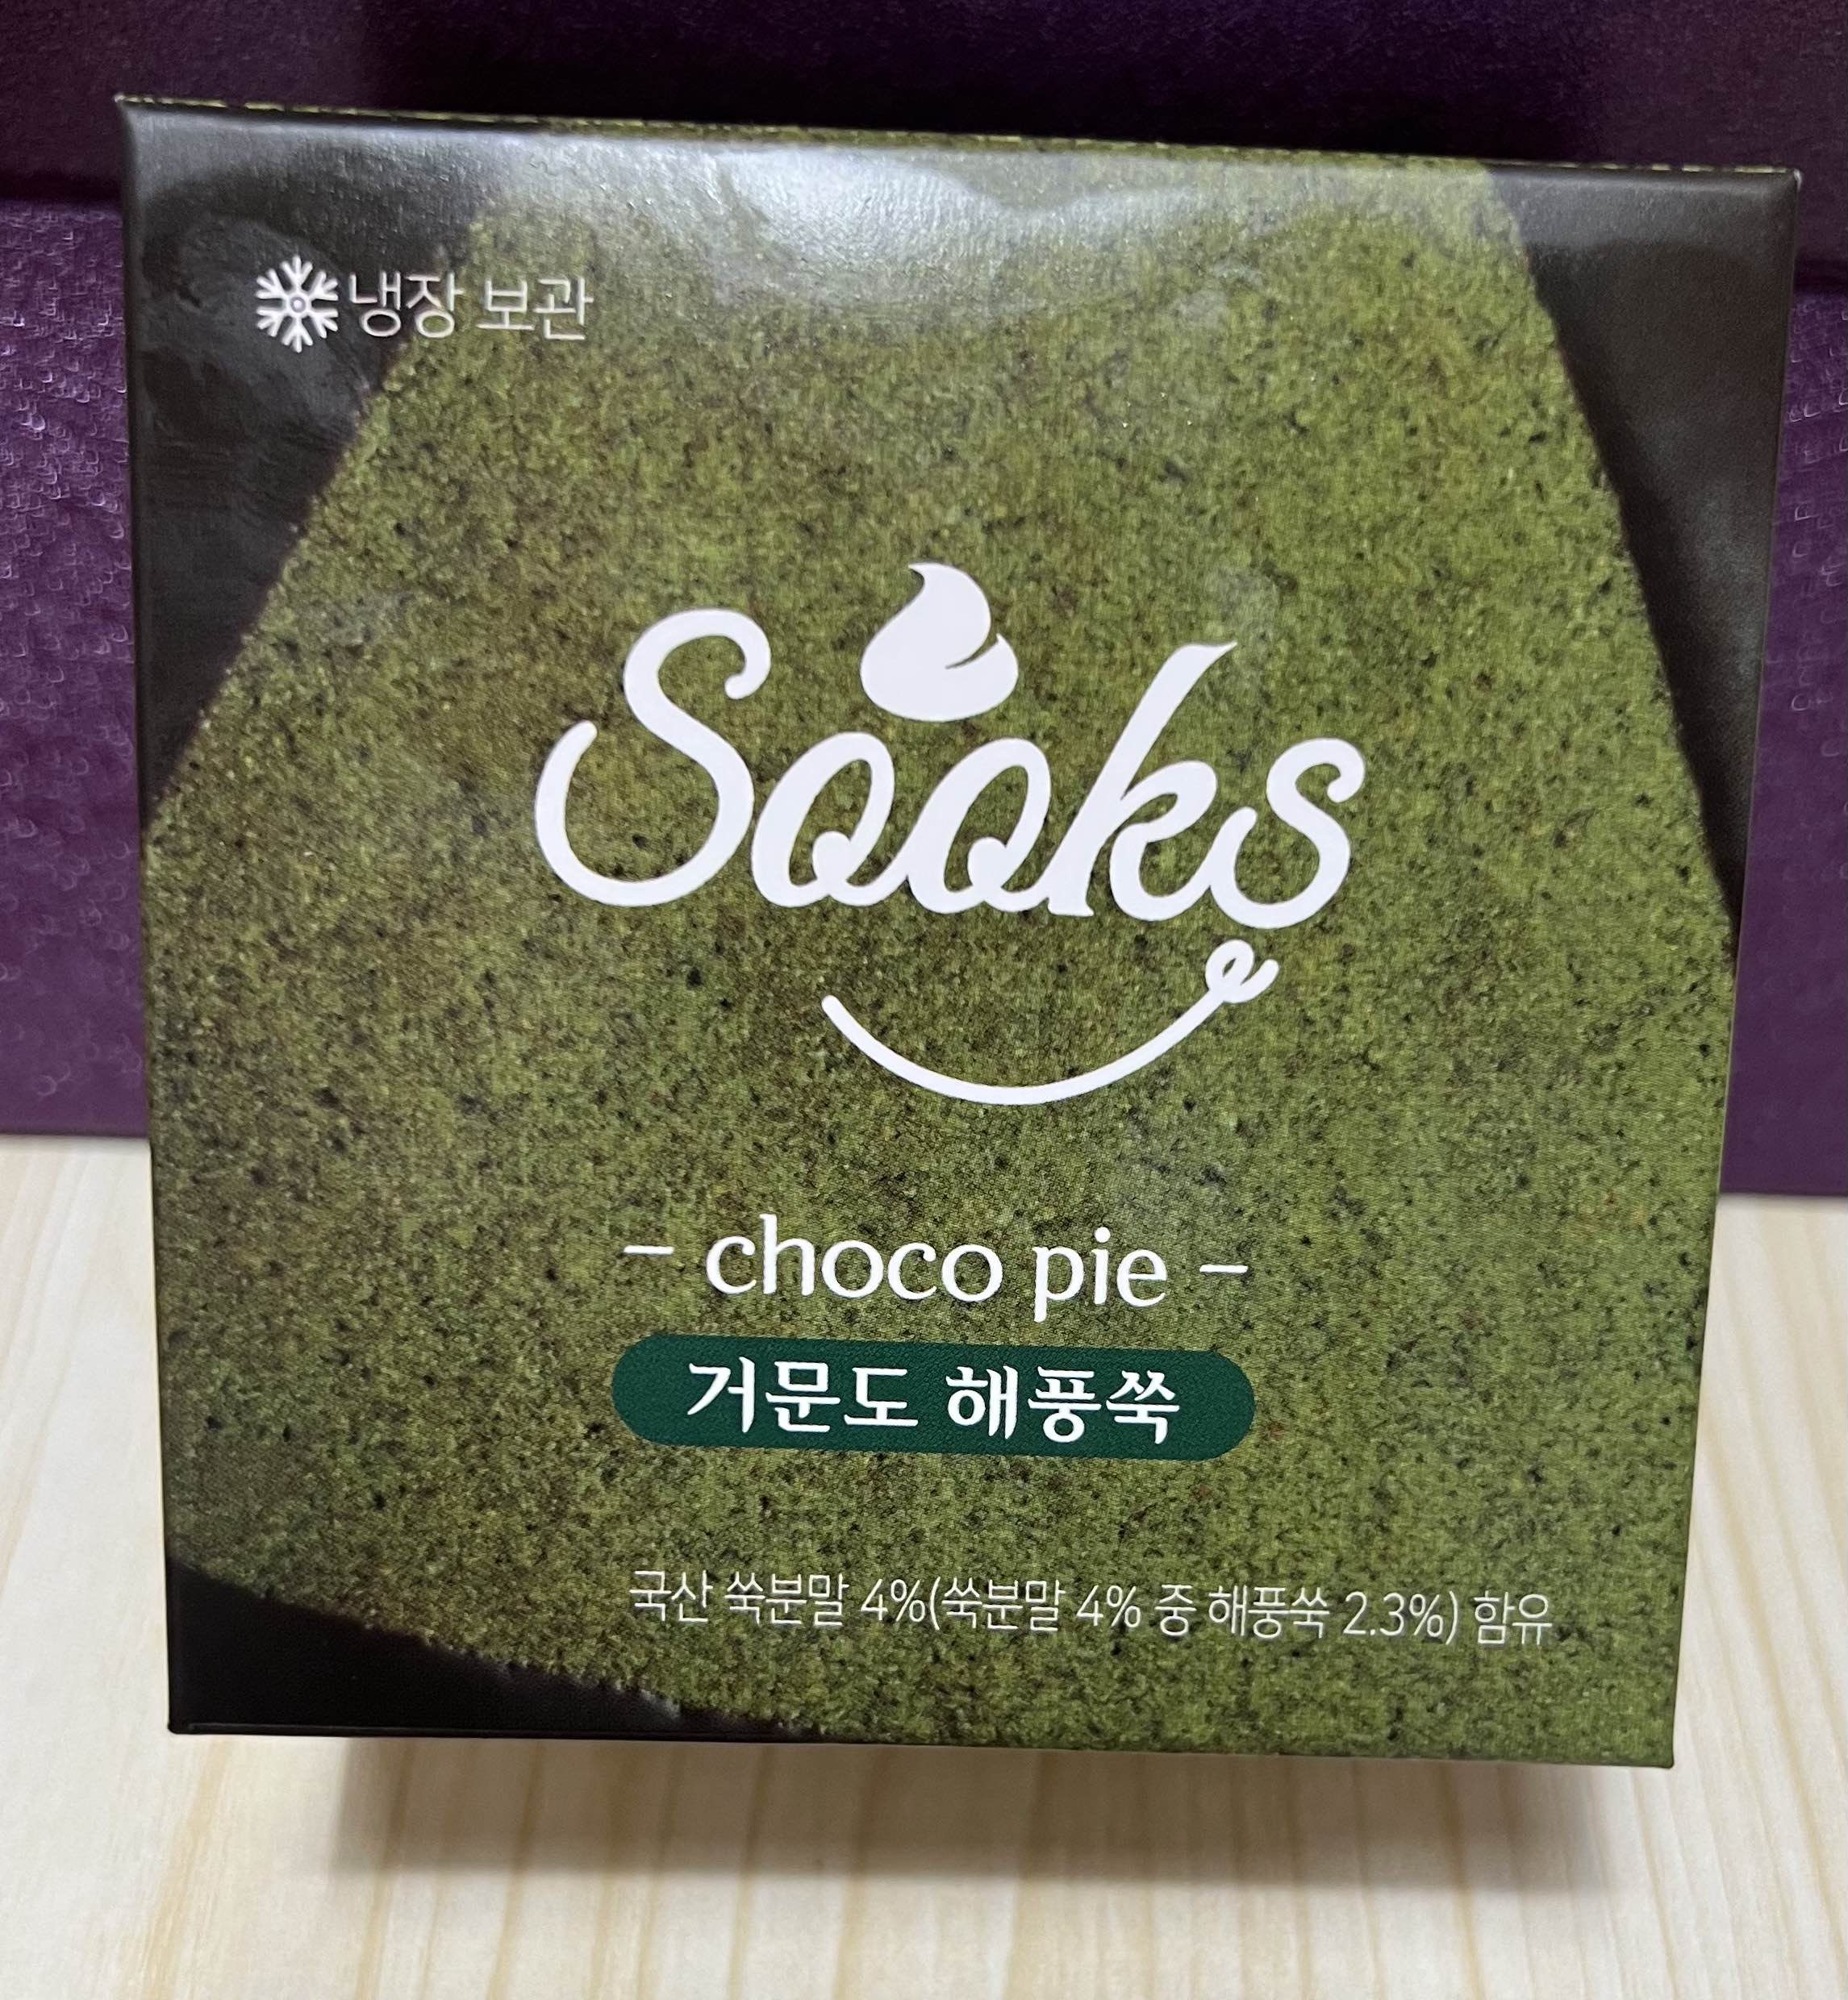 냉장 보관
Sooks
- choco pie -
거문도 해풍쑥
국산 쑥분말 4%(쑥분말 4% 중 해풍쑥 2.3%) 함유